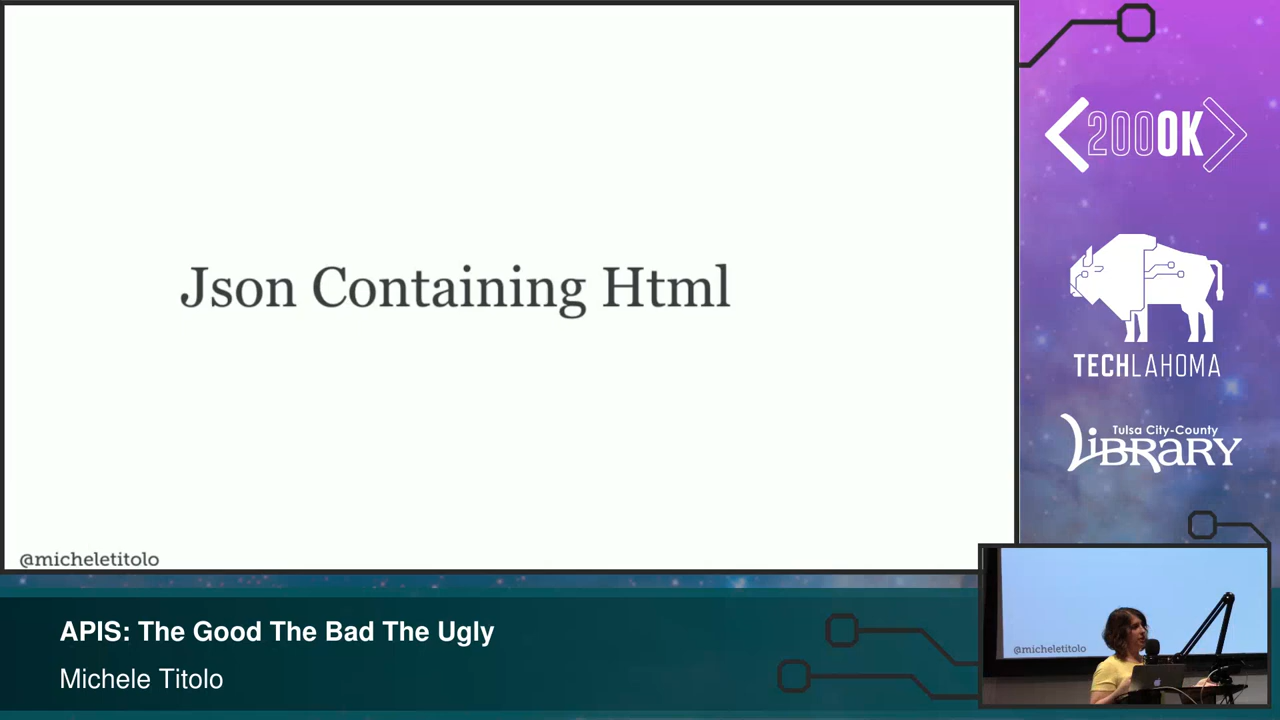 Json Containing Html
@micheletitolo
200OK
TECHLAHOMA
Tulsa City-County
LIBRARY
@micheletitolo
APIS: The Good The Bad The Ugly
Michele Titolo